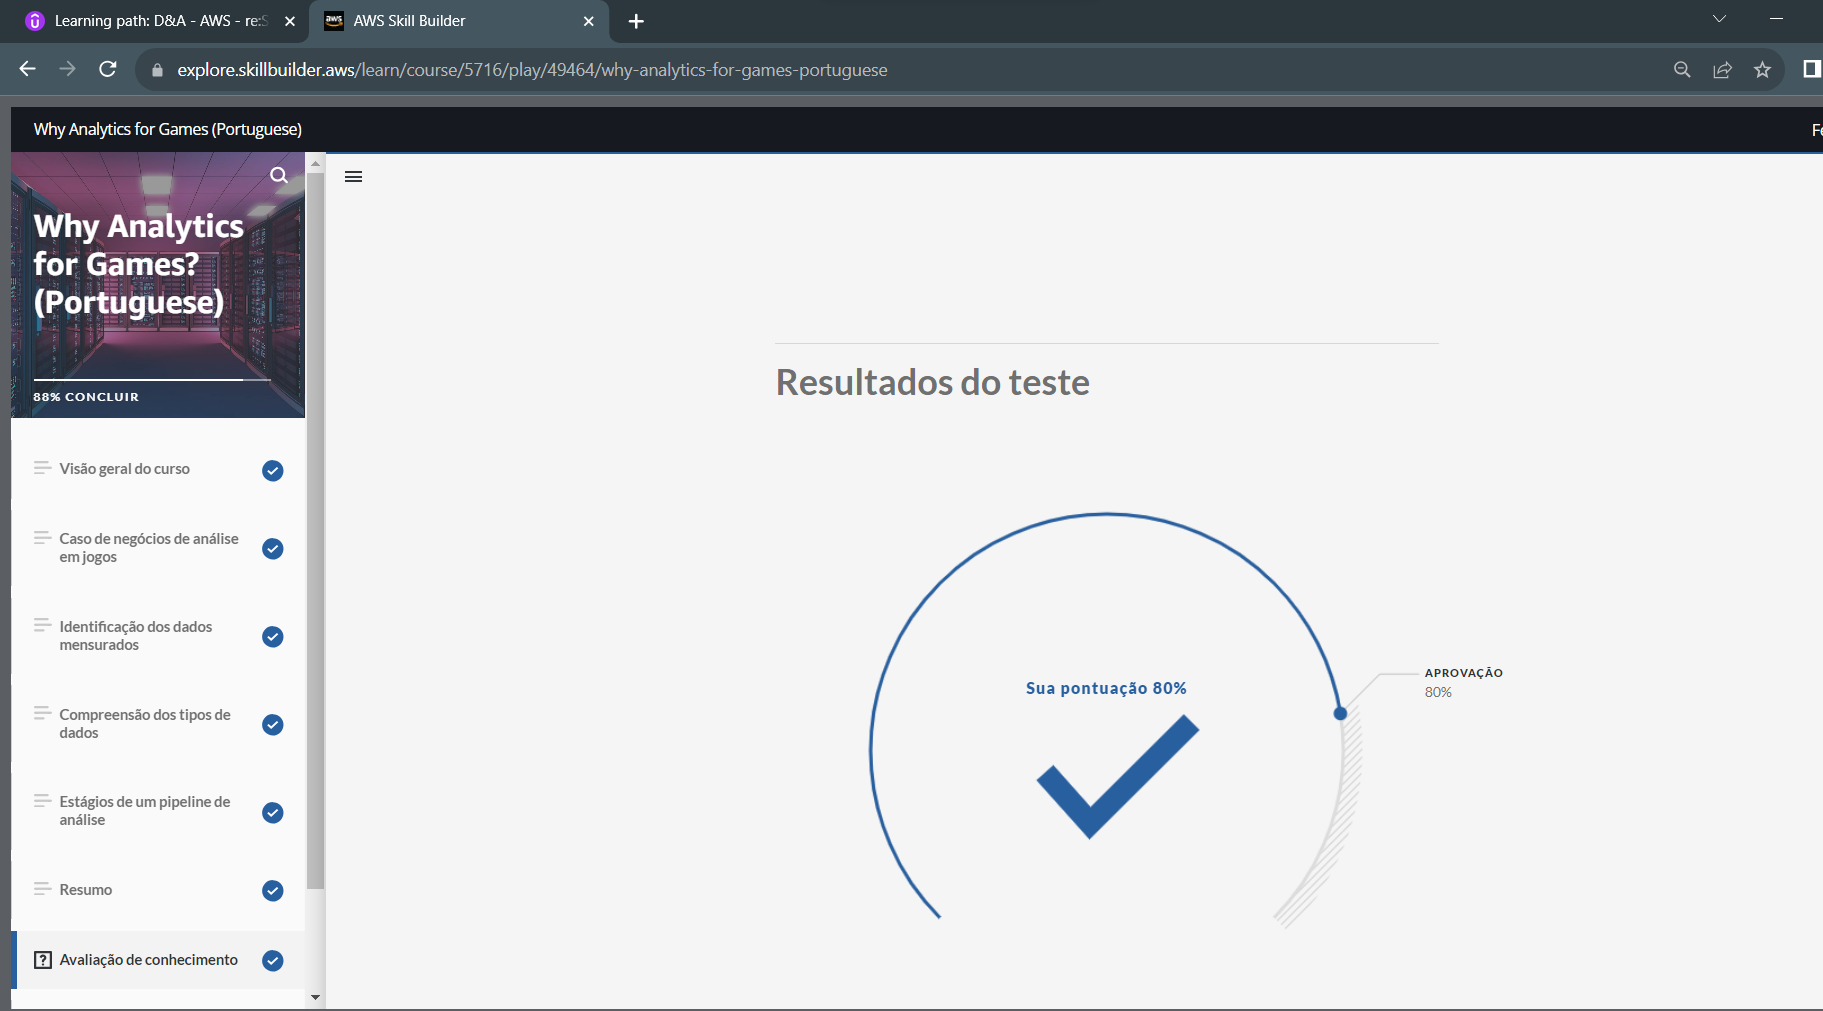 Learning path: D&A - AWS - re:S
aws
AWS Skill Builder
explore.skillbuilder.aws/learn/course/5716/play/49464/why-analytics-for-games-portuguese
Why Analytics for Games (Portuguese)
Why Analytics
for Games?
(Portuguese)
88% CONCLUIR
Visão geral do curso
Caso de negócios de análise
em jogos
Identificação dos dados
mensurados
Compreensão dos tipos de
dados
Estágios de um pipeline de
análise
Resumo
Avaliação de conhecimento
Resultados do teste
Sua pontuação 80%
APROVAÇÃO
80%